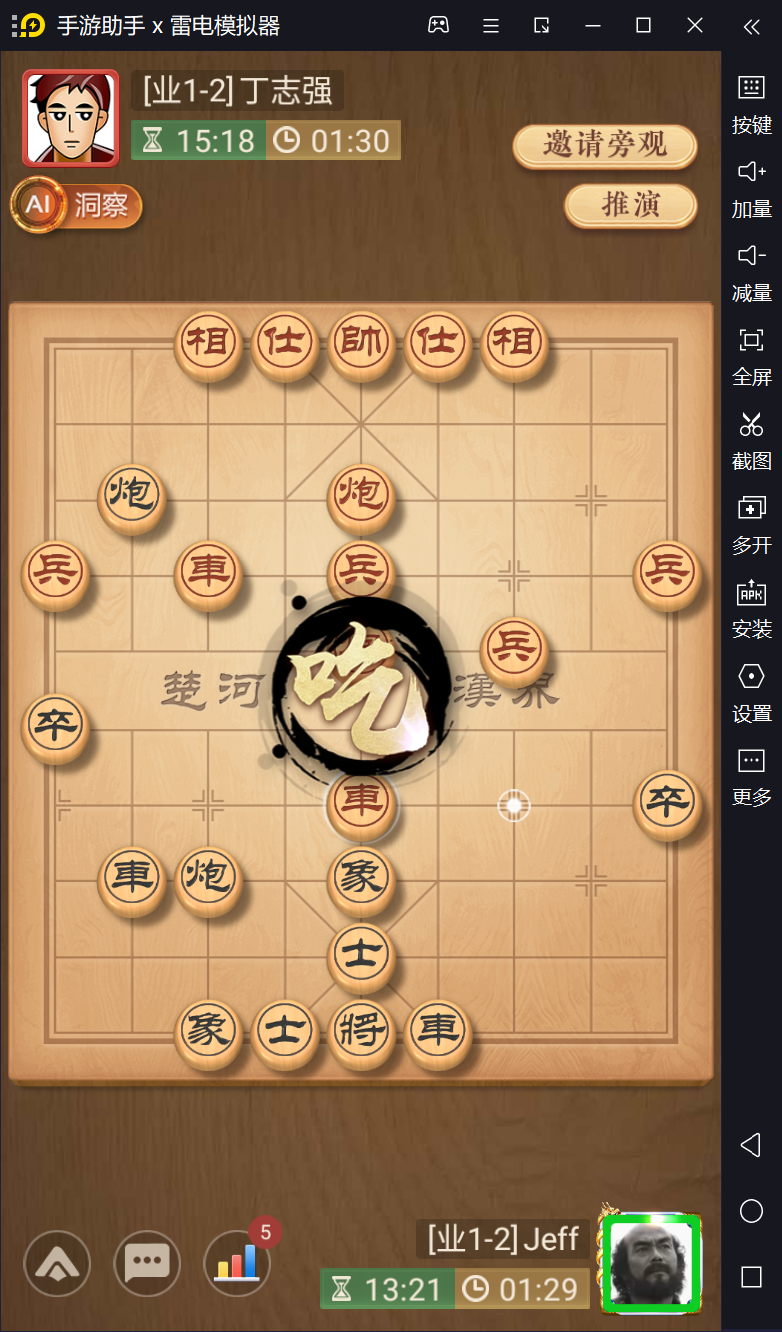 手游助手 x 雷电模拟器
[业1-2]丁志强
15:18 01:30
邀请旁观
AI 洞察
推演
按键
加量
减量
全屏
截图
多开
APK
安装
设置
更多
相 仕 帥 仕 相
炮 炮
兵 車 兵 兵
兵
楚河 吃 漢界
卒
車 卒
車 炮 象
士
象 士 將 車
5
[业1-2]Jeff
13:21 01:29